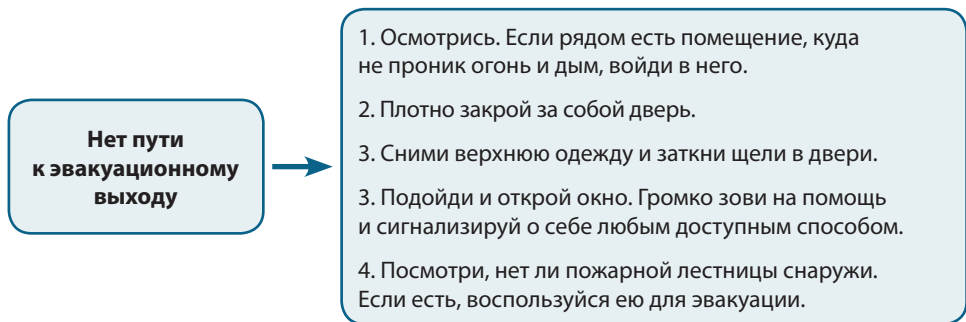 Нет пути
к эвакуационному
выходу
1. Осмотрись. Если рядом есть помещение, куда
не проник огонь и дым, войди в него.
2. Плотно закрой за собой дверь.
3. Сними верхнюю одежду и заткни щели в двери.
3. Подойди и открой окно. Громко зови на помощь
и сигнализируй о себе любым доступным способом.
4. Посмотри, нет ли пожарной лестницы снаружи.
Если есть, воспользуйся ею для эвакуации.